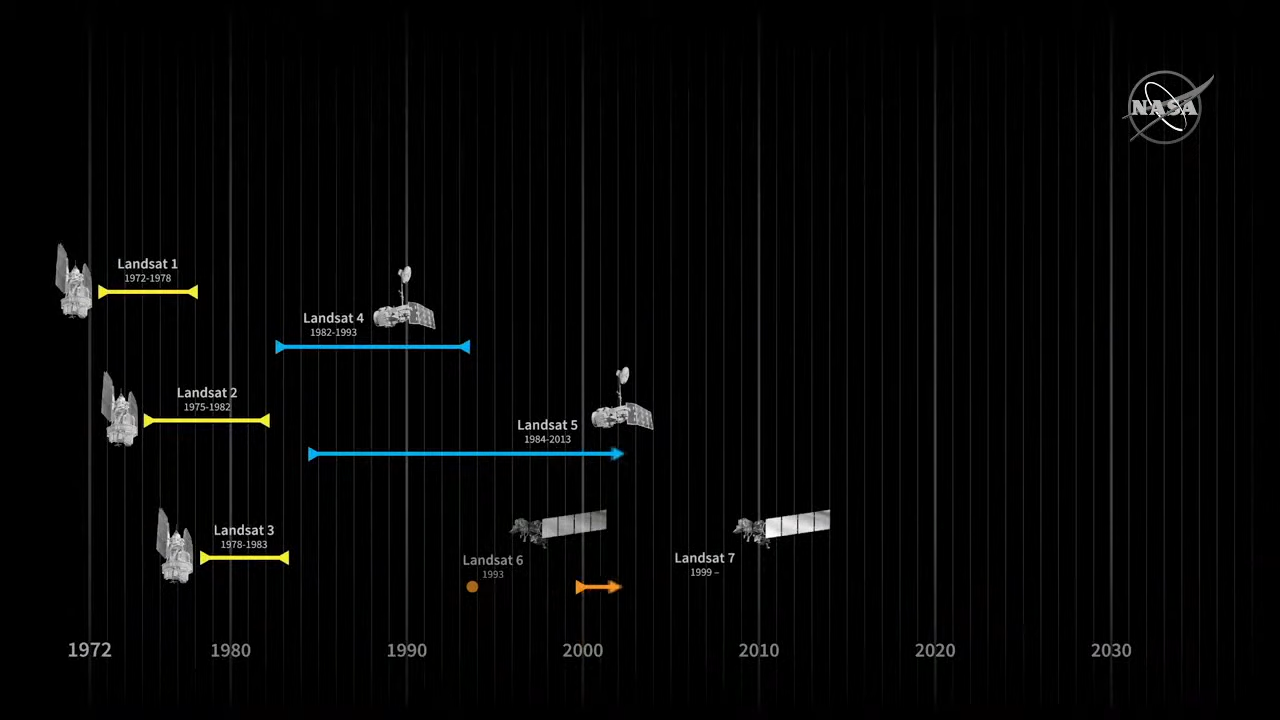 NASA
Landsat 1
1972-1978
Landsat 4
1982-1993
Landsat 2
1975-1982
Landsat 5
1984-2013
Landsat 3
1978-1983
Landsat 6
1993
Landsat 7
1999 –
1972 1980 1990 2000 2010 2020 2030